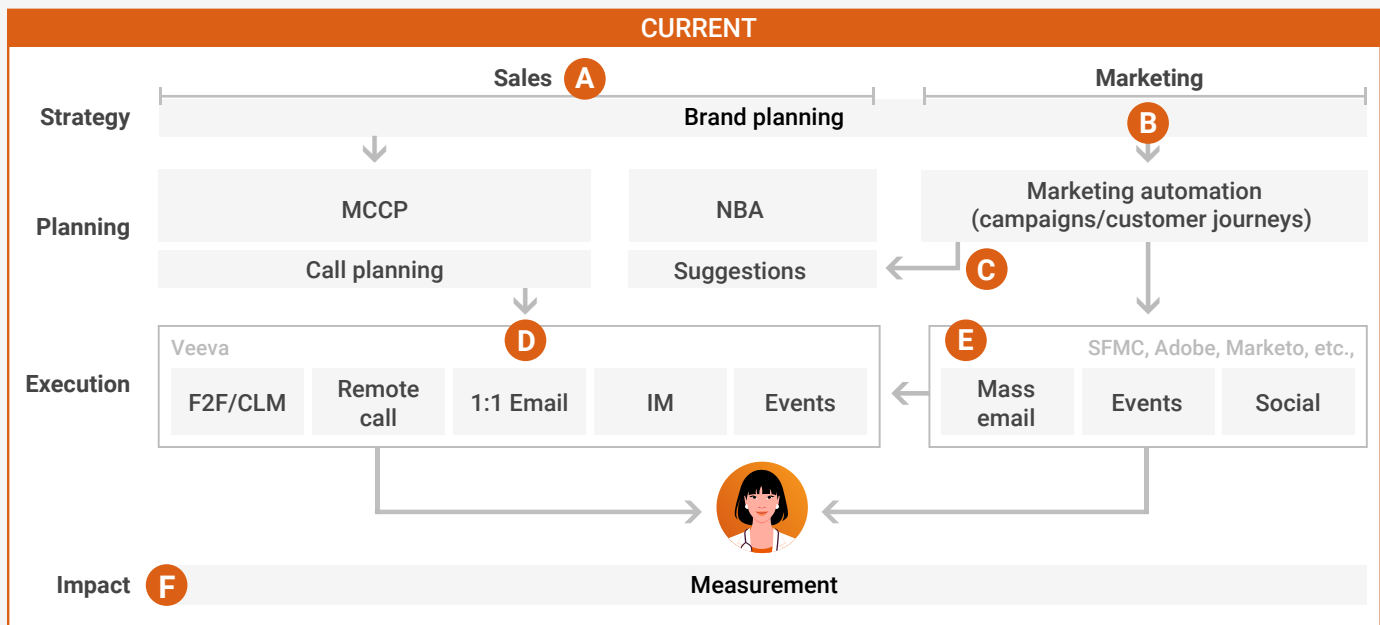 CURRENT
Sales A
Marketing
Strategy
Brand planning
B
Planning
MCCP
NBA
Marketing automation
(campaigns/customer journeys)
Call planning
Suggestions
C
D
E
Execution
Veeva
F2F/CLM
Remote
call
1:1 Email
IM
Events
SFMC, Adobe, Marketo, etc.,
Mass
email
Events
Social
Impact
F
Measurement